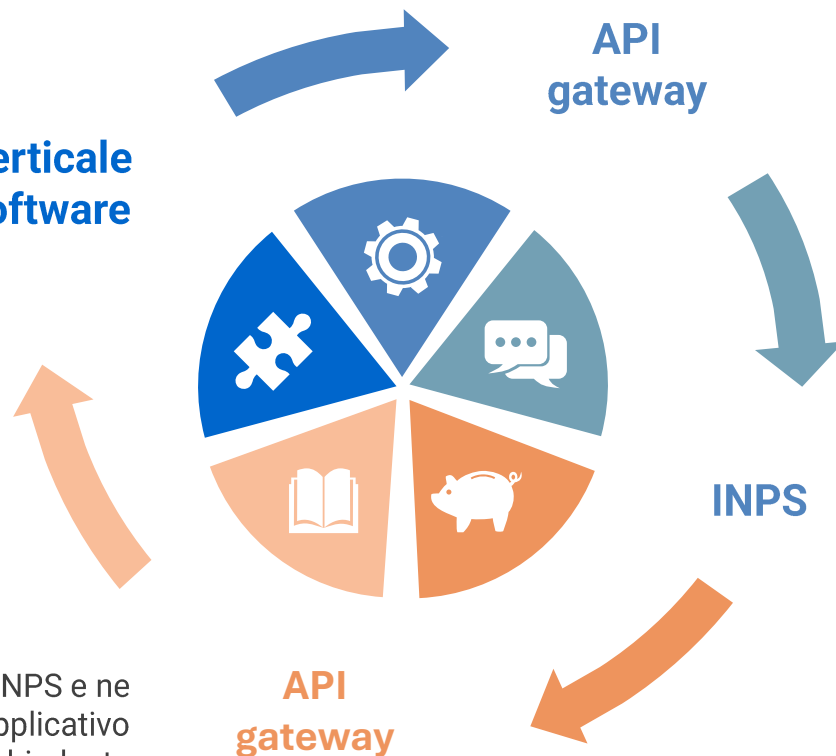 API
gateway
erticale
oftware
INPS
NPS e ne
pplicativo
API
gateway